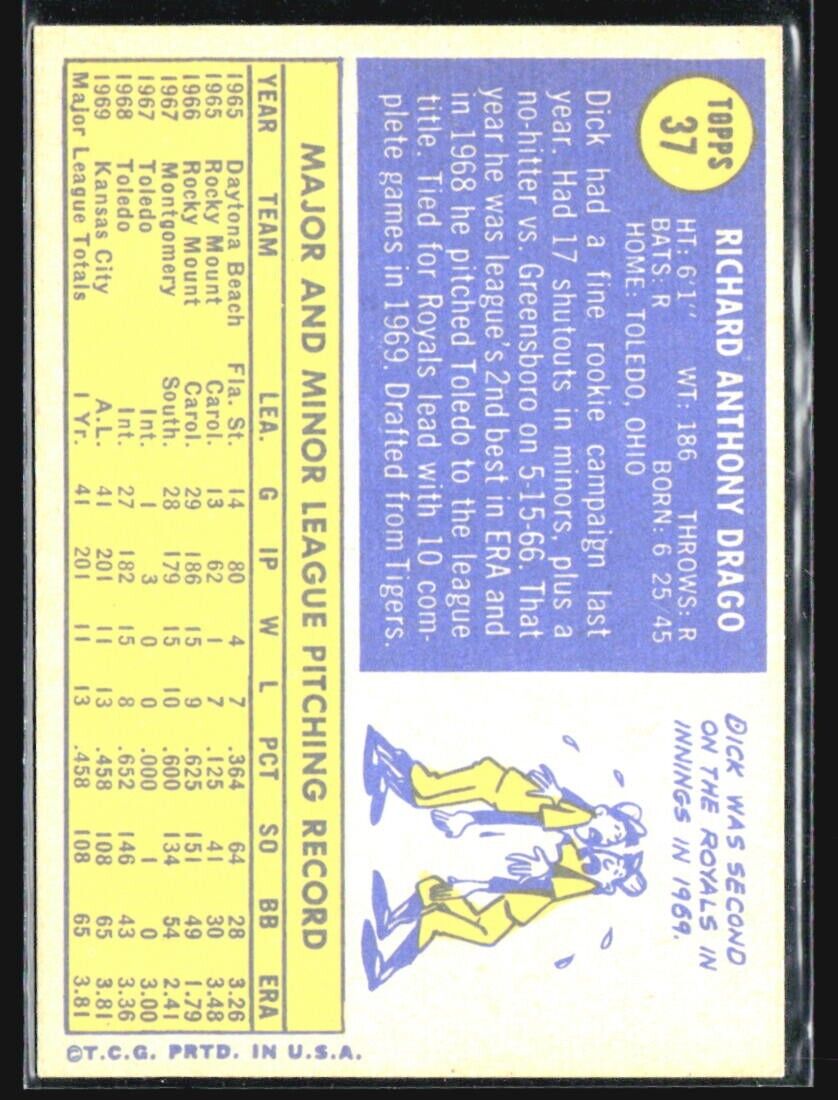 TOPPS
37
RICHARD ANTHONY DRAGO
HT: 6'1" WT: 186 THROWS: R
BATS: R BORN: 6 25/45
HOME: TOLEDO, OHIO
Dick had a fine rookie campaign last
year. Had 17 shutouts in minors, plus a
no-hitter vs. Greensboro on 5-15-66. That
year he was league's 2nd best in ERA and
in 1968 he pitched Toledo to the league
title. Tied for Royals lead with 10 com-
plete games in 1969. Drafted from Tigers.
DICK WAS SECOND
ON THE ROYALS IN
INNINGS IN 1969.
MAJOR AND MINOR LEAGUE PITCHING RECORD
YEAR TEAM LEA. G IP W L PCT SO BB ERA
1965 Daytona Beach Fla. St. 14 80 4 7 .364 64 28 3.26
1965 Rocky Mount Carol. 13 62 1 7 .125 41 30 3.48
1966 Rocky Mount Carol. 29 186 15 9 .625 151 49 1.79
1967 Montgomery South. 28 179 15 10 .600 134 54 2.41
1967 Toledo Int. 1 3 0 0 .000 1 0 3.00
1968 Toledo Int. 27 182 15 8 .652 146 43 3.36
1969 Kansas City A.L. 41 201 11 13 .458 108 65 3.81
Major League Totals 1 Yr. 41 201 11 13 .458 108 65 3.81
©T.C.G. PRTD. IN U.S.A.